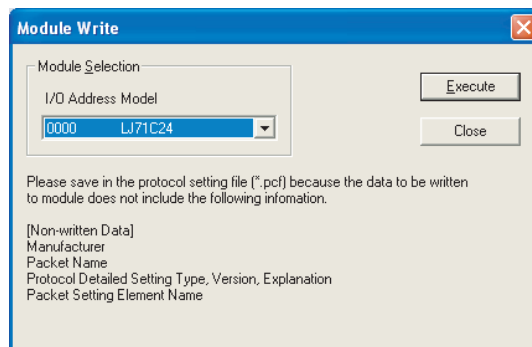 Module Write
Module Selection
I/O Address Model
0000 LJ71C24
Execute
Close
Please save in the protocol setting file (*.pcf) because the data to be written
to module does not include the following infomation.
[Non-written Data]
Manufacturer
Packet Name
Protocol Detailed Setting Type, Version, Explanation
Packet Setting Element Name